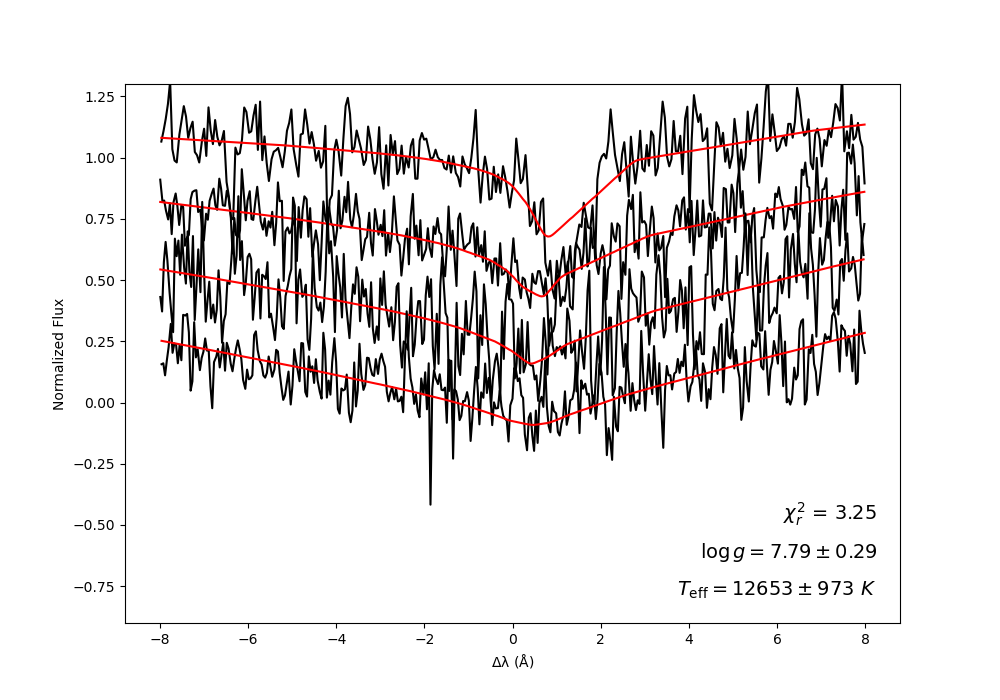 1.25
1.00
0.75
0.50
0.25
0.00
−0.25
−0.50
−0.75
Normalized Flux
χ²ᵣ = 3.25
log g = 7.79 ± 0.29
T_eff = 12653 ± 973 K
−8 −6 −4 −2 0 2 4 6 8
Δλ (Å)